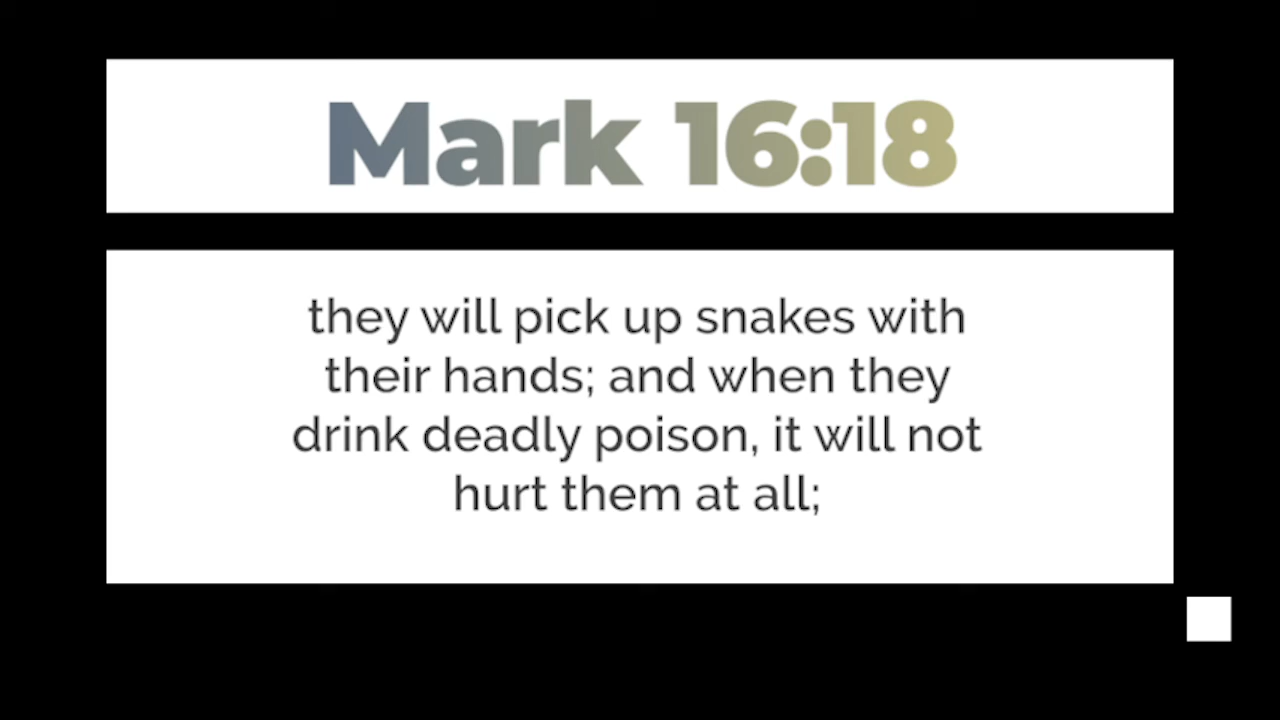 Mark 16:18
they will pick up snakes with
their hands; and when they
drink deadly poison, it will not
hurt them at all;